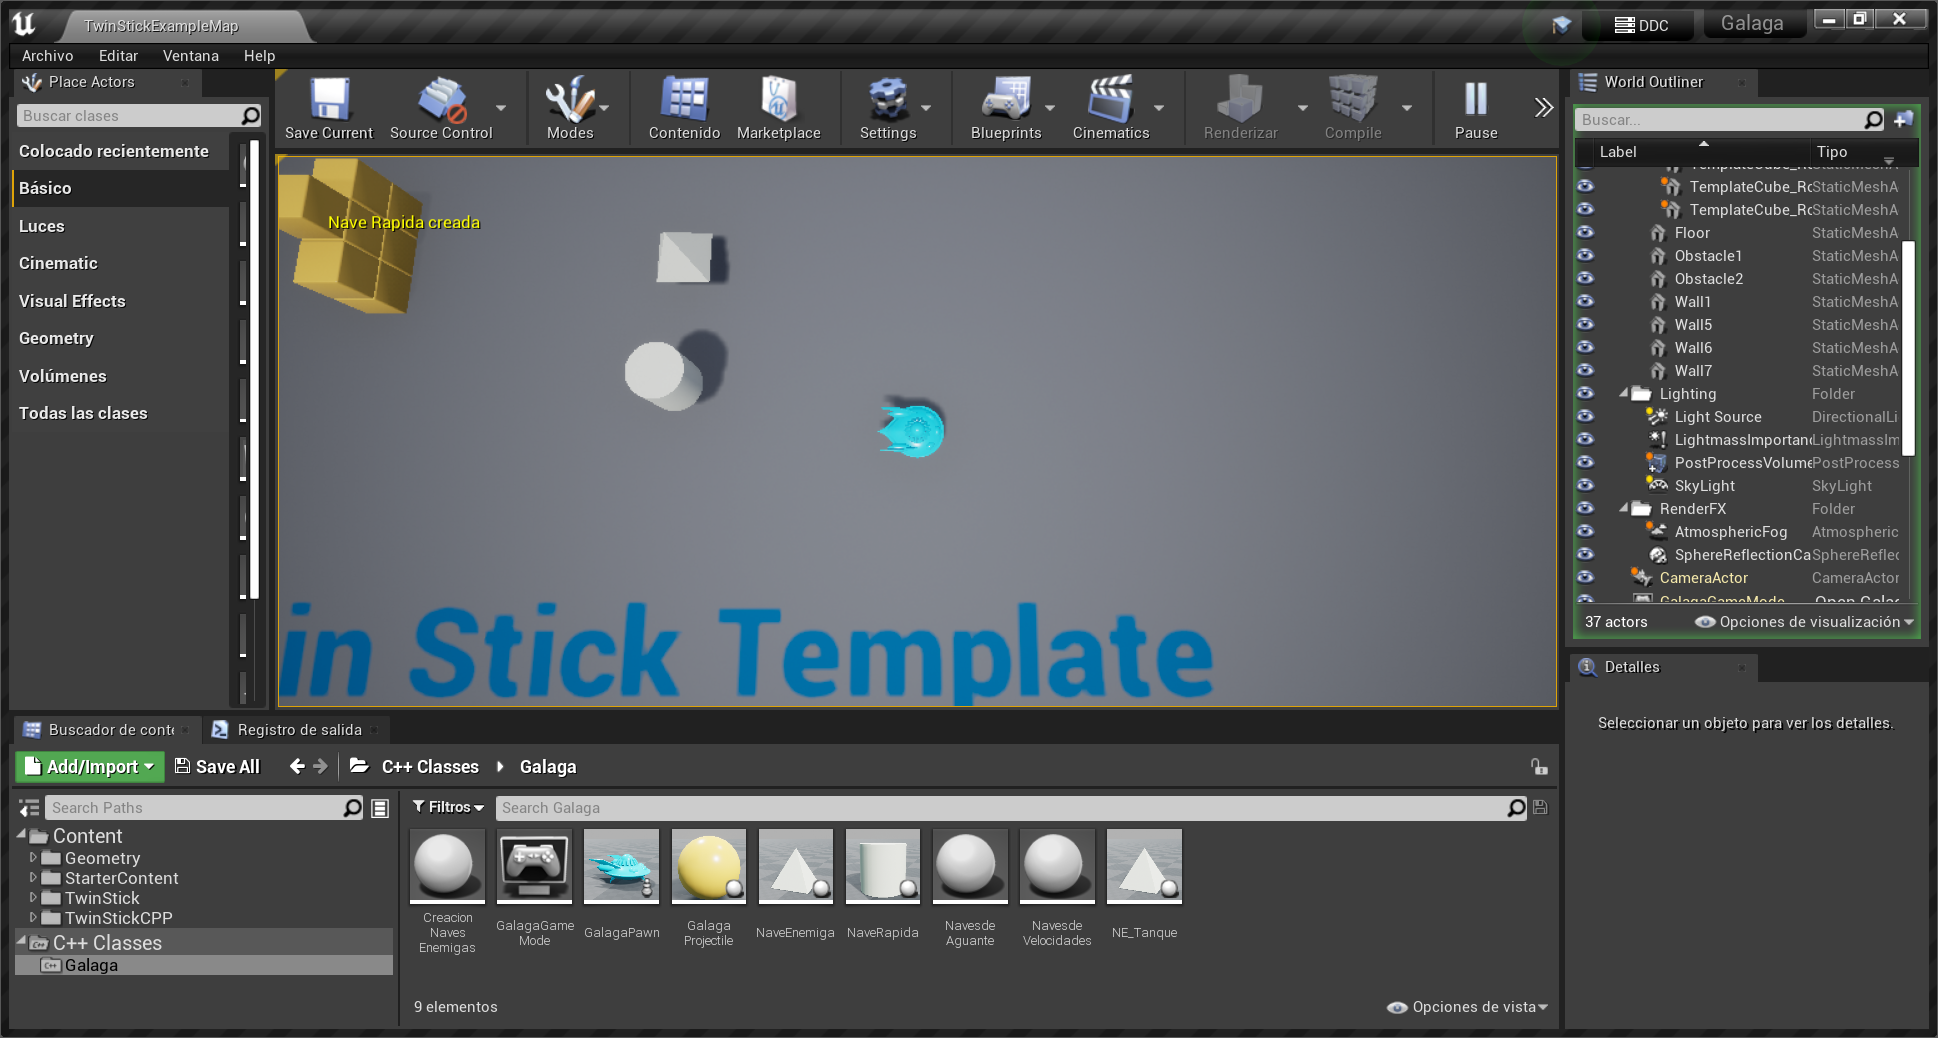 TwinStickExampleMap
DDC
Galaga
Archivo
Editar
Ventana
Help
Place Actors
Buscar clases
Colocado recientemente
Básico
Luces
Cinematic
Visual Effects
Geometry
Volúmenes
Todas las clases
Save Current
Source Control
Modes
Contenido
Marketplace
Settings
Blueprints
Cinematics
Renderizar
Compile
Pause
Nave Rapida creada
in Stick Template
World Outliner
Buscar...
Label
Tipo
TemplateCube_Ro StaticMeshA
TemplateCube_Ro StaticMeshA
Floor StaticMeshA
Obstacle1 StaticMeshA
Obstacle2 StaticMeshA
Wall1 StaticMeshA
Wall5 StaticMeshA
Wall6 StaticMeshA
Wall7 StaticMeshA
Lighting Folder
Light Source DirectionalLi
LightmassImportan LightmassIm
PostProcessVolume PostProcess
SkyLight SkyLight
RenderFX Folder
AtmosphericFog Atmospheric
SphereReflectionCa SphereReflec
CameraActor CameraActor
GalagaGameMode Open Galag
37 actors
Opciones de visualización
Detalles
Seleccionar un objeto para ver los detalles.
Buscador de conte
Registro de salida
Add/Import
Save All
C++ Classes
Galaga
Search Paths
Content
Geometry
StarterContent
TwinStick
TwinStickCPP
C++ Classes
Galaga
Filtros
Search Galaga
Creacion
Naves
Enemigas
GalagaGame
Mode
GalagaPawn
Galaga
Projectile
NaveEnemiga
NaveRapida
Navesde
Aguante
Navesde
Velocidades
NE_Tanque
9 elementos
Opciones de vista